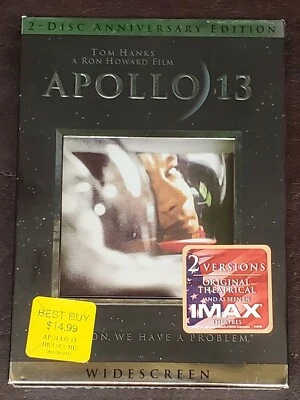 2-DISC ANNIVERSARY EDITION
TOM HANKS
A RON HOWARD FILM
APOLLO 13
2 VERSIONS
ORIGINAL
THEATRICAL
AND AS SEEN IN
IMAX
THEATRES
BEST BUY
$14.99
APOLLO 13
WE HAVE A PROBLEM."
WIDESCREEN